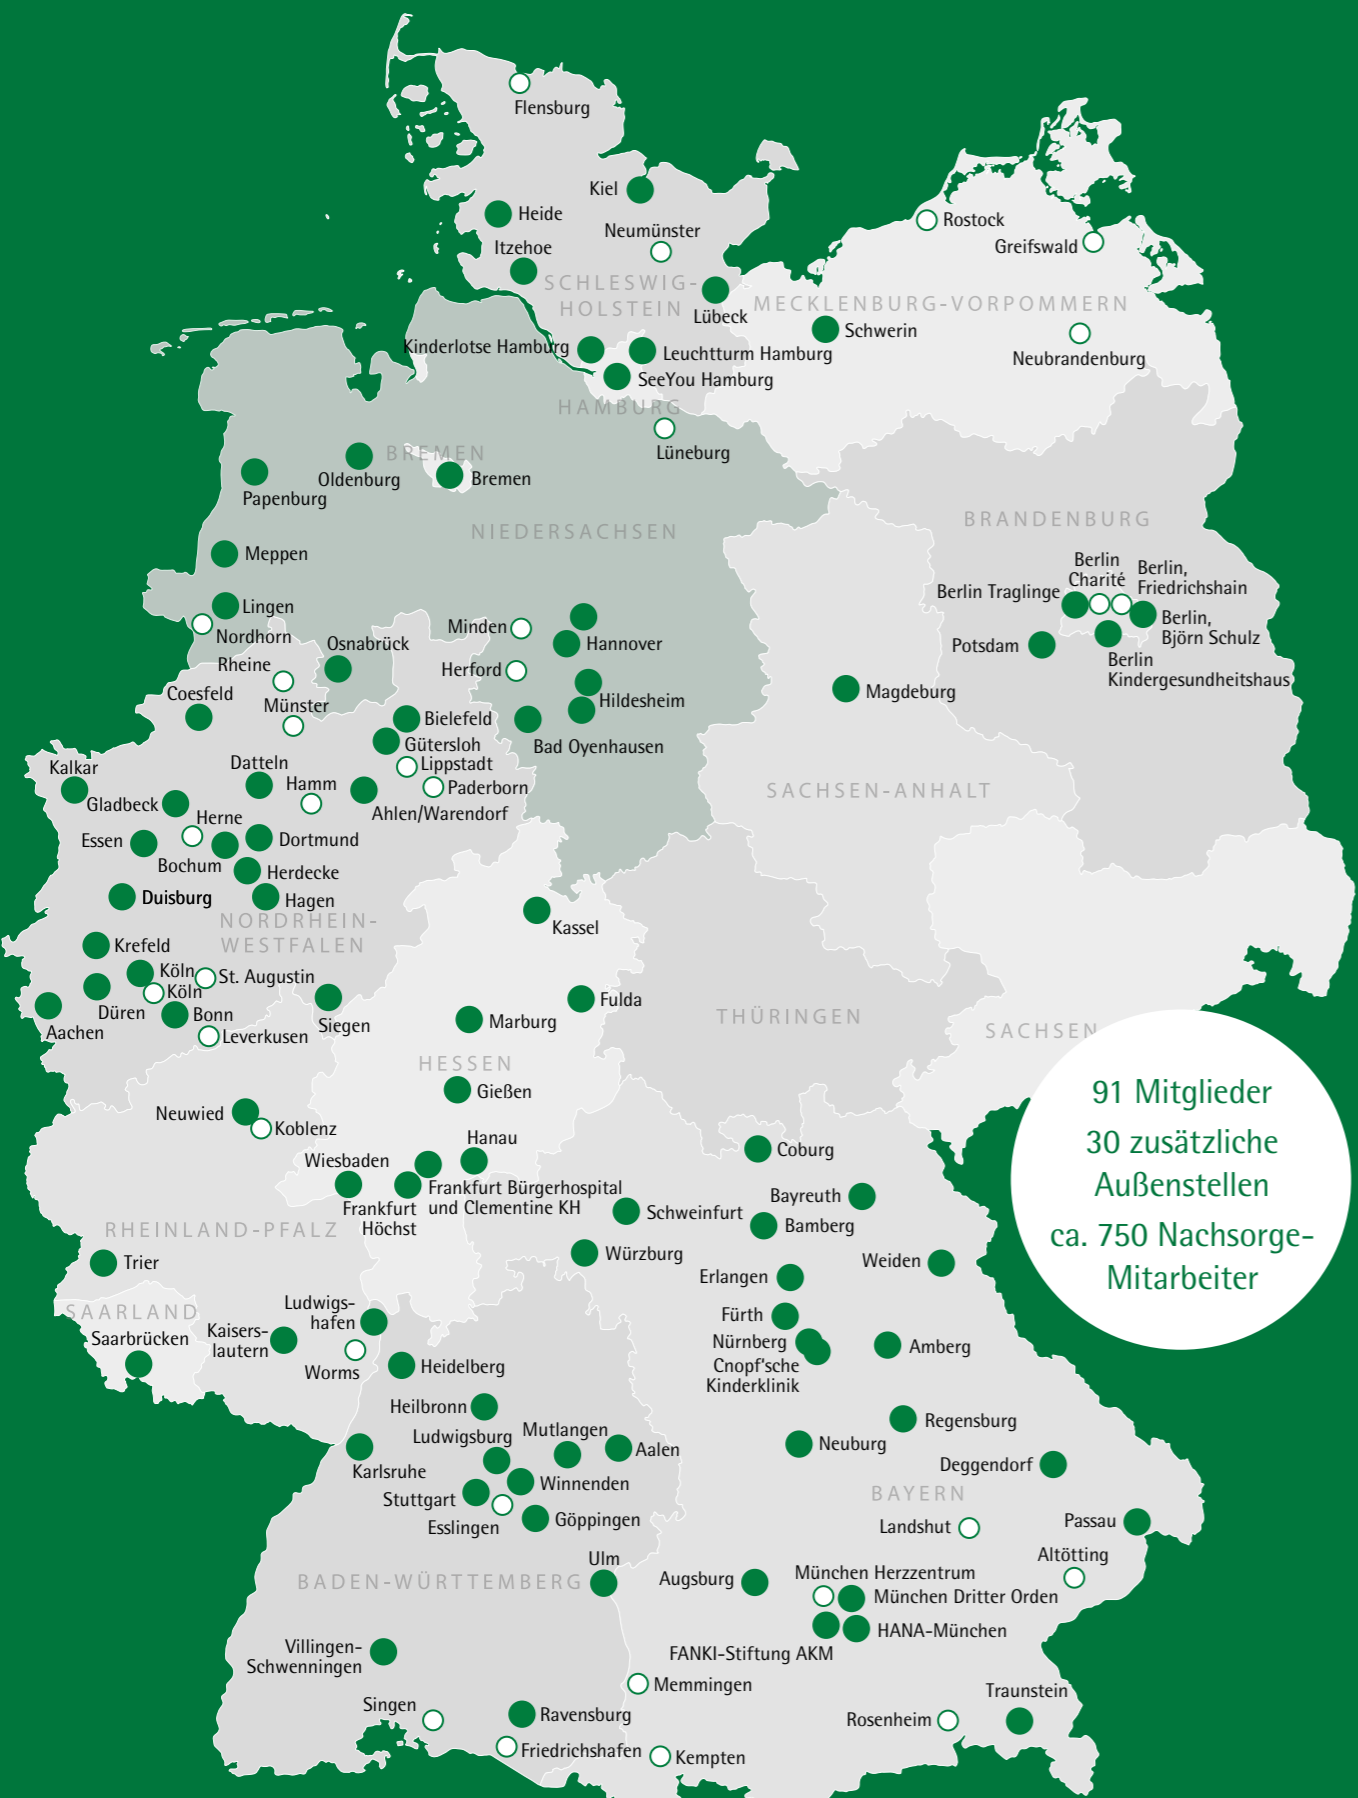 Flensburg
Kiel
Heide
Neumünster
Itzehoe
Rostock
Greifswald
SCHLESWIG-
HOLSTEIN
MECKLENBURG-VORPOMMERN
Lübeck
Schwerin
Neubrandenburg
Kinderlotse Hamburg
Leuchtturm Hamburg
SeeYou Hamburg
HAMBURG
Lüneburg
BREMEN
Oldenburg
Bremen
Papenburg
NIEDERSACHSEN
BRANDENBURG
Meppen
Berlin
Charité
Berlin,
Friedrichshain
Berlin Traglinge
Berlin,
Björn Schulz
Potsdam
Berlin
Kindergesundheitshaus
Lingen
Nordhorn
Minden
Hannover
Osnabrück
Rheine
Herford
Coesfeld
Münster
Hildesheim
Magdeburg
Bielefeld
Gütersloh
Bad Oyenhausen
Lippstadt
Kalkar
Datteln
Hamm
Paderborn
SACHSEN-ANHALT
Gladbeck
Ahlen/Warendorf
Herne
Essen
Dortmund
Bochum
Herdecke
Duisburg
Hagen
NORDRHEIN-
WESTFALEN
Kassel
Krefeld
Köln
St. Augustin
Köln
Düren
Bonn
Siegen
Fulda
Aachen
Leverkusen
Marburg
THÜRINGEN
SACHSEN
HESSEN
Gießen
91 Mitglieder
30 zusätzliche
Außenstellen
ca. 750 Nachsorge-
Mitarbeiter
Neuwied
Koblenz
Hanau
Coburg
Wiesbaden
Frankfurt Bürgerhospital
und Clementine KH
Frankfurt
Höchst
Bayreuth
Schweinfurt
Bamberg
RHEINLAND-PFALZ
Würzburg
Weiden
Trier
Erlangen
SAARLAND
Ludwigs-
hafen
Fürth
Saarbrücken
Kaisers-
lautern
Nürnberg
Cnopf'sche
Kinderklinik
Amberg
Worms
Heidelberg
Heilbronn
Regensburg
Ludwigsburg
Mutlangen
Aalen
Neuburg
Karlsruhe
Deggendorf
Winnenden
Stuttgart
BAYERN
Esslingen
Göppingen
Landshut
Passau
Ulm
Altötting
BADEN-WÜRTTEMBERG
Augsburg
München Herzzentrum
München Dritter Orden
HANA-München
FANKI-Stiftung AKM
Villingen-
Schwenningen
Memmingen
Traunstein
Singen
Ravensburg
Rosenheim
Friedrichshafen
Kempten